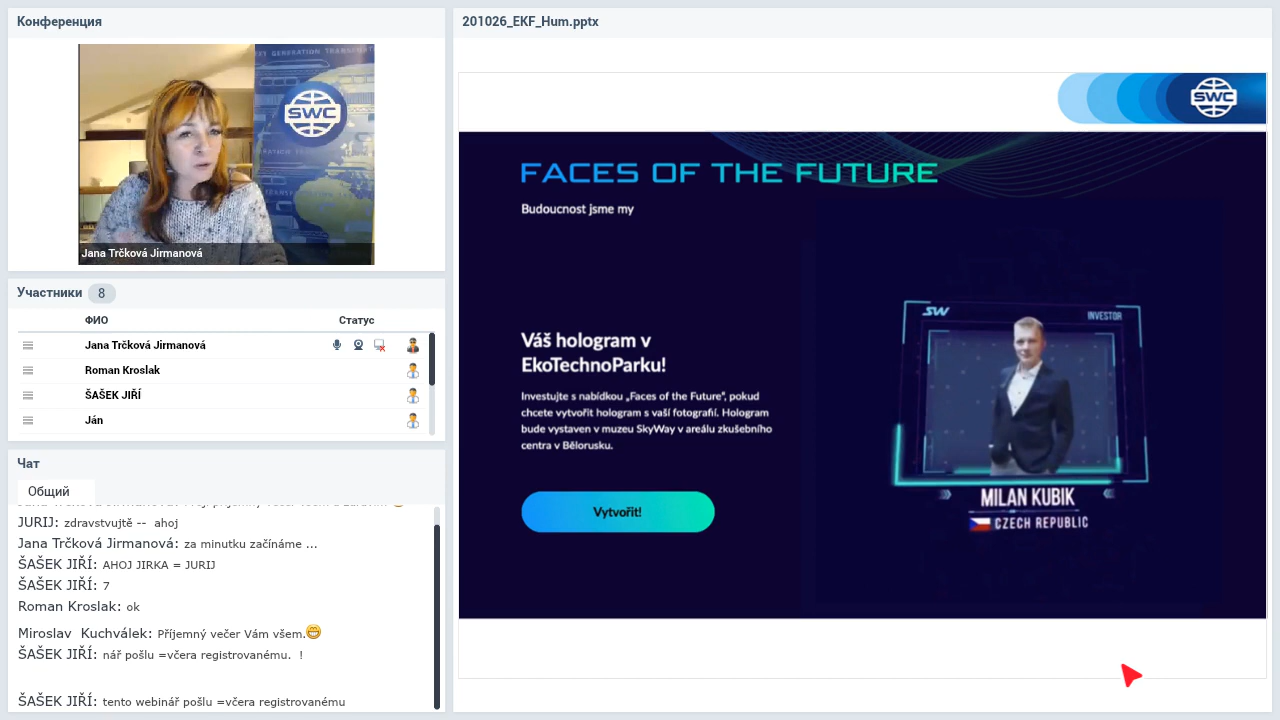 Конференция
NEXT GENERATION TRANSPORT
SWC
Jana Trčková Jirmanová
Участники 8
ФИО Статус
Jana Trčková Jirmanová
Roman Kroslak
ŠAŠEK JIŘÍ
Ján
Чат
Общий
JURIJ: zdravstvujtě -- ahoj
Jana Trčková Jirmanová: za minutku začínáme ...
ŠAŠEK JIŘÍ: AHOJ JIRKA = JURIJ
ŠAŠEK JIŘÍ: 7
Roman Kroslak: ok
Miroslav Kuchválek: Příjemný večer Vám všem.😁
ŠAŠEK JIŘÍ: nář pošlu =včera registrovanému. !
ŠAŠEK JIŘÍ: tento webinář pošlu =včera registrovanému
201026_EKF_Hum.pptx
SWC
FACES OF THE FUTURE
Budoucnost jsme my
Váš hologram v
EkoTechnoParku!
Investujte s nabídkou „Faces of the Future", pokud
chcete vytvořit hologram s vaší fotografií. Hologram
bude vystaven v muzeu SkyWay v areálu zkušebního
centra v Bělorusku.
Vytvořit!
SW INVESTOR
MILAN KUBIK
CZECH REPUBLIC